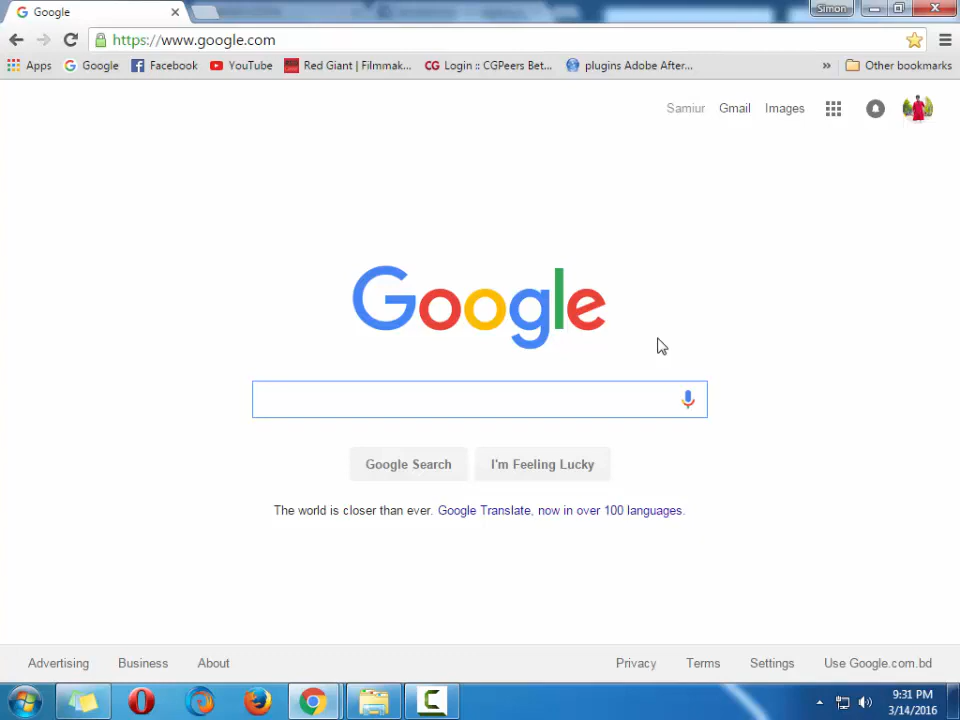 Google
Simon
https://www.google.com
Apps Google Facebook YouTube Red Giant | Filmmak... CG Login :: CGPeers Bet... plugins Adobe After... » Other bookmarks
Samiur Gmail Images
Google
Google Search I'm Feeling Lucky
The world is closer than ever. Google Translate, now in over 100 languages.
Advertising Business About Privacy Terms Settings Use Google.com.bd
9:31 PM
3/14/2016